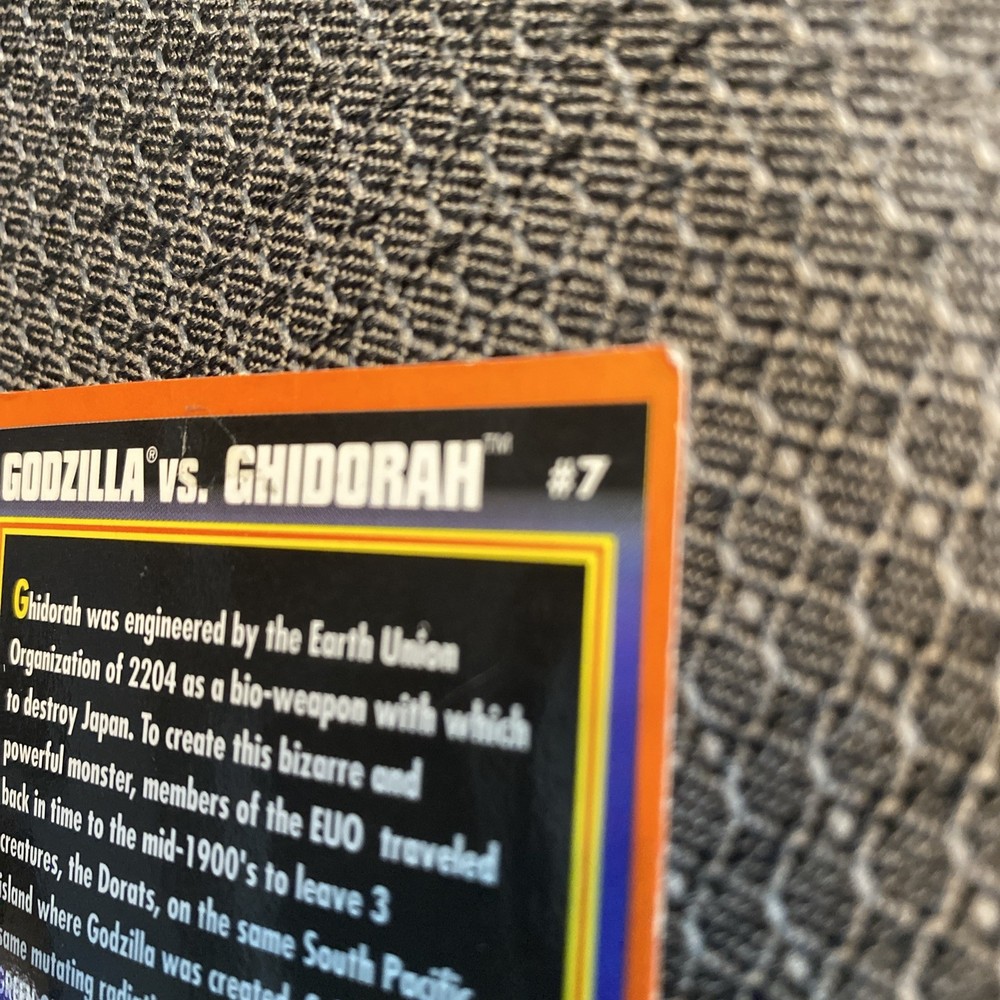 GODZILLA® VS. GHIDORAH™ #7
Ghidorah was engineered by the Earth Union
Organization of 2204 as a bio-weapon with which
to destroy Japan. To create this bizarre and
powerful monster, members of the EUO traveled
back in time to the mid-1900's to leave 3
creatures, the Dorats, on the same South Pacific
island where Godzilla was created.
same mutating